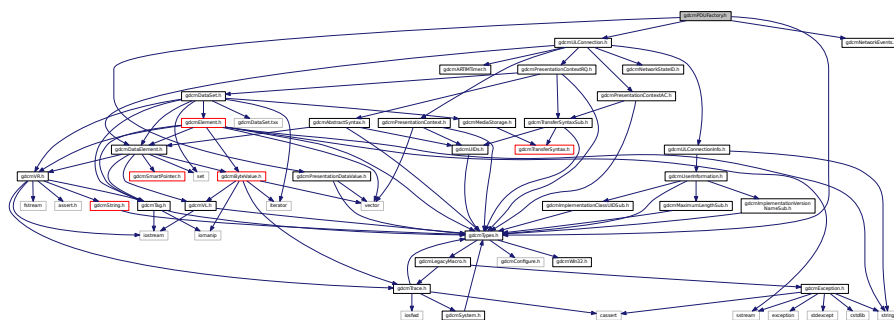 gdcmPDUFactory.h
gdcmULConnection.h
gdcmNetworkEvents.h
gdcmARTIMTimer.h
gdcmPresentationContextRQ.h
gdcmNetworkStateID.h
gdcmDataSet.h
gdcmPresentationContextAC.h
gdcmElement.h
gdcmDataSet.txx
gdcmAbstractSyntax.h
gdcmPresentationContext.h
gdcmMediaStorage.h
gdcmTransferSyntaxSub.h
gdcmDataElement.h
gdcmUIDs.h
gdcmTransferSyntax.h
gdcmULConnectionInfo.h
gdcmVR.h
gdcmSmartPointer.h
set
gdcmByteValue.h
gdcmPresentationDataValue.h
gdcmUserInformation.h
fstream
assert.h
gdcmString.h
gdcmTag.h
gdcmVL.h
iterator
vector
gdcmImplementationClassUIDSub.h
gdcmMaximumLengthSub.h
gdcmImplementationVersion
NameSub.h
iostream
iomanip
gdcmTypes.h
gdcmLegacyMacro.h
gdcmConfigure.h
gdcmWin32.h
gdcmTrace.h
gdcmException.h
iosfwd
gdcmSystem.h
cassert
sstream
exception
stdexcept
cstdlib
string